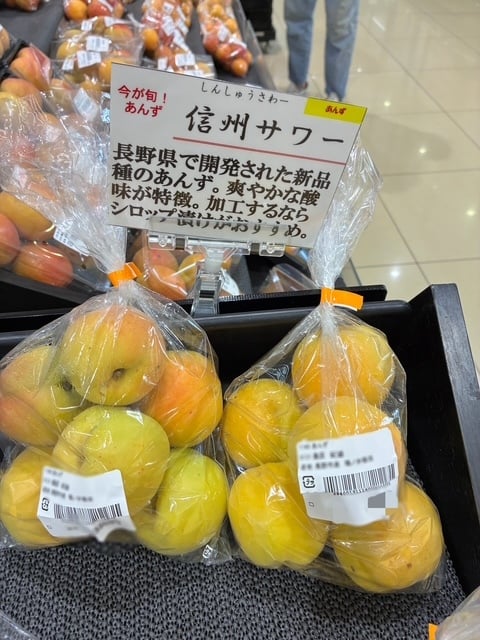 しんしゅうさわー
今が旬！
あんず
あんず
信州サワー
長野県で開発された新品
種のあんず。爽やかな酸
味が特徴。加工するなら
シロップ漬けがおすすめ。
あんず